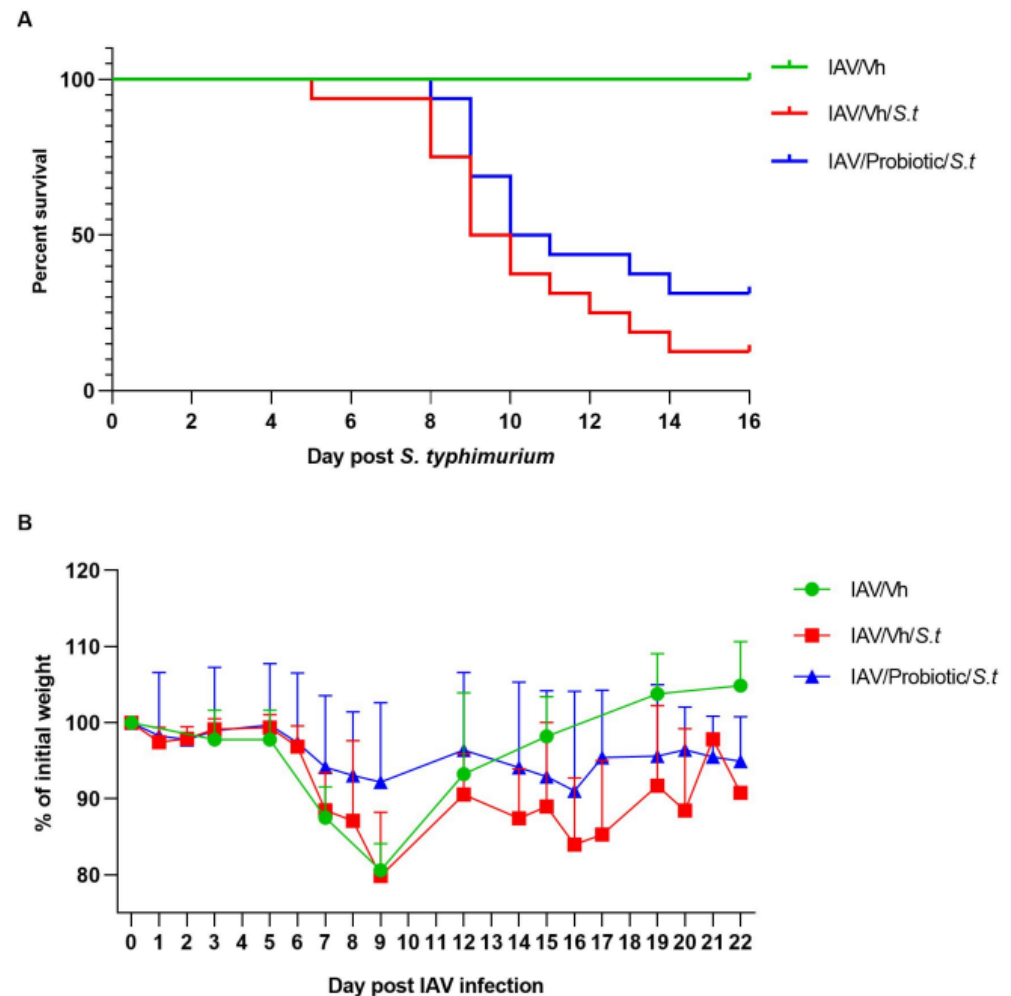 A
100
50
0
Percent survival
0 2 4 6 8 10 12 14 16
Day post S. typhimurium
IAV/Vh
IAV/Vh/S.t
IAV/Probiotic/S.t
B
120
110
100
90
80
% of initial weight
0 1 2 3 4 5 6 7 8 9 10 11 12 13 14 15 16 17 18 19 20 21 22
Day post IAV infection
IAV/Vh
IAV/Vh/S.t
IAV/Probiotic/S.t